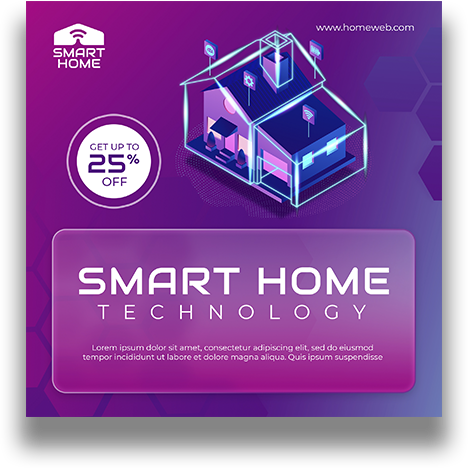 SMART
HOME
www.homeweb.com
GET UP TO
25%
OFF
SMART HOME
TECHNOLOGY
Lorem ipsum dolor sit amet, consectetur adipiscing elit, sed do eiusmod
tempor incididunt ut labore et dolore magna aliqua. Quis ipsum suspendisse